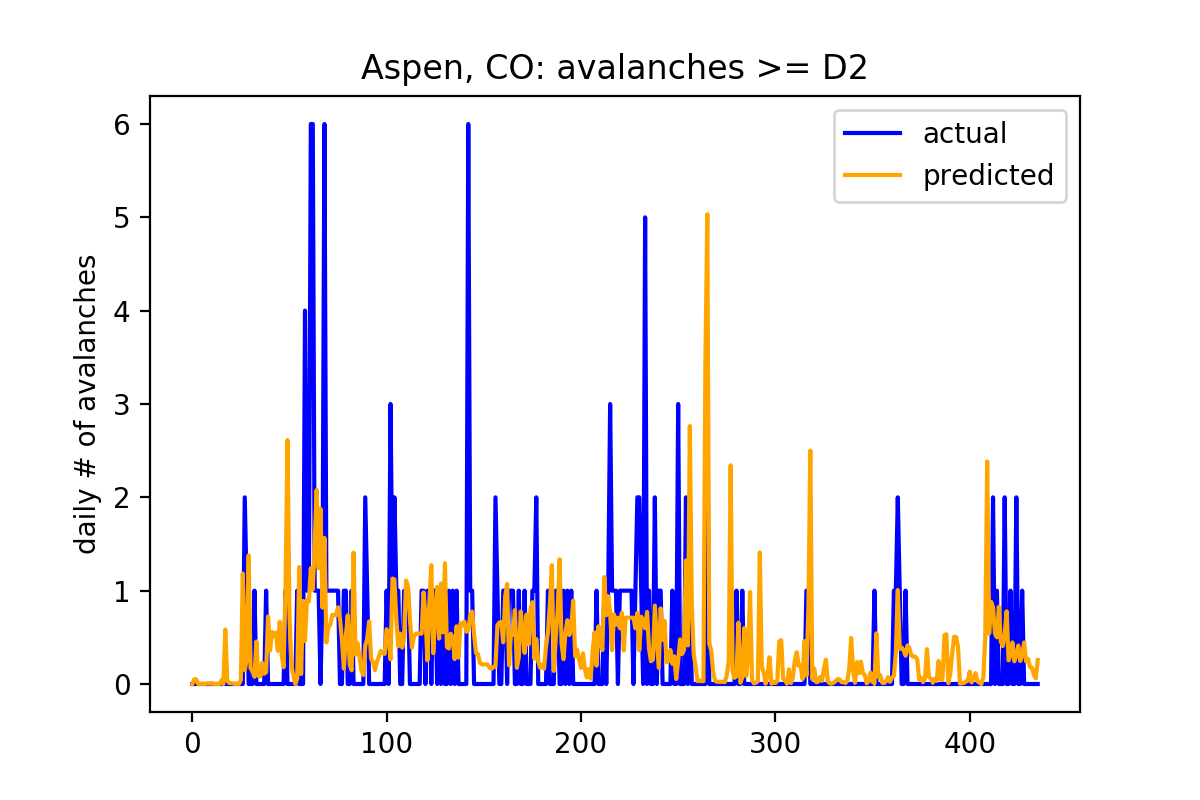 Aspen, CO: avalanches >= D2
actual
predicted
daily # of avalanches
6
5
4
3
2
1
0
0 100 200 300 400